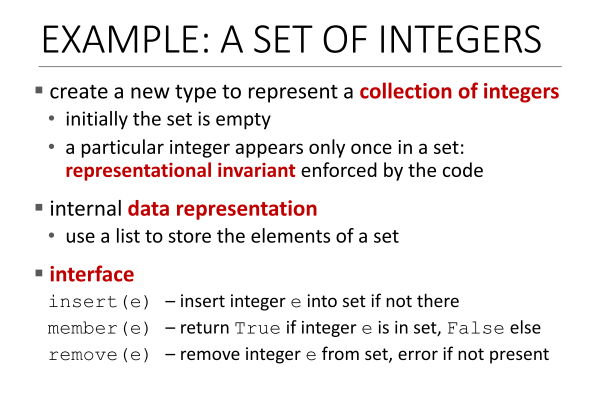 EXAMPLE: A SET OF INTEGERS
▪ create a new type to represent a collection of integers
• initially the set is empty
• a particular integer appears only once in a set:
representational invariant enforced by the code
▪ internal data representation
• use a list to store the elements of a set
▪ interface
insert(e) – insert integer e into set if not there
member(e) – return True if integer e is in set, False else
remove(e) – remove integer e from set, error if not present